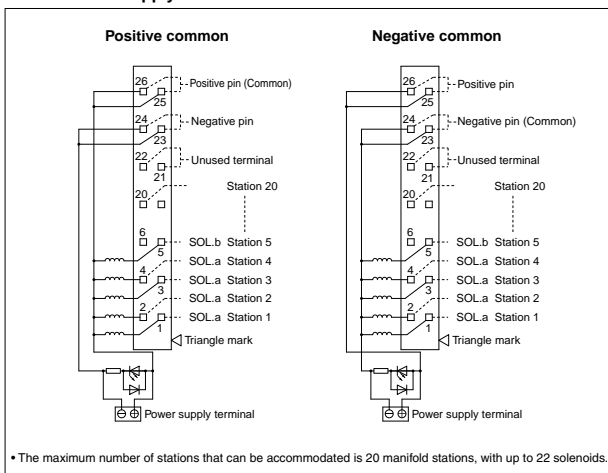 Positive common
26
Positive pin (Common)
25
24
Negative pin
23
22
Unused terminal
21
20
Station 20
6
SOL.b Station 5
5
SOL.a Station 4
4
SOL.a Station 3
3
SOL.a Station 2
2
SOL.a Station 1
1
Triangle mark
⊖ ⊕ Power supply terminal
Negative common
26
Positive pin
25
24
Negative pin (Common)
23
22
Unused terminal
21
20
Station 20
6
SOL.b Station 5
5
SOL.a Station 4
4
SOL.a Station 3
3
SOL.a Station 2
2
SOL.a Station 1
1
Triangle mark
⊖ ⊕ Power supply terminal
• The maximum number of stations that can be accommodated is 20 manifold stations, with up to 22 solenoids.